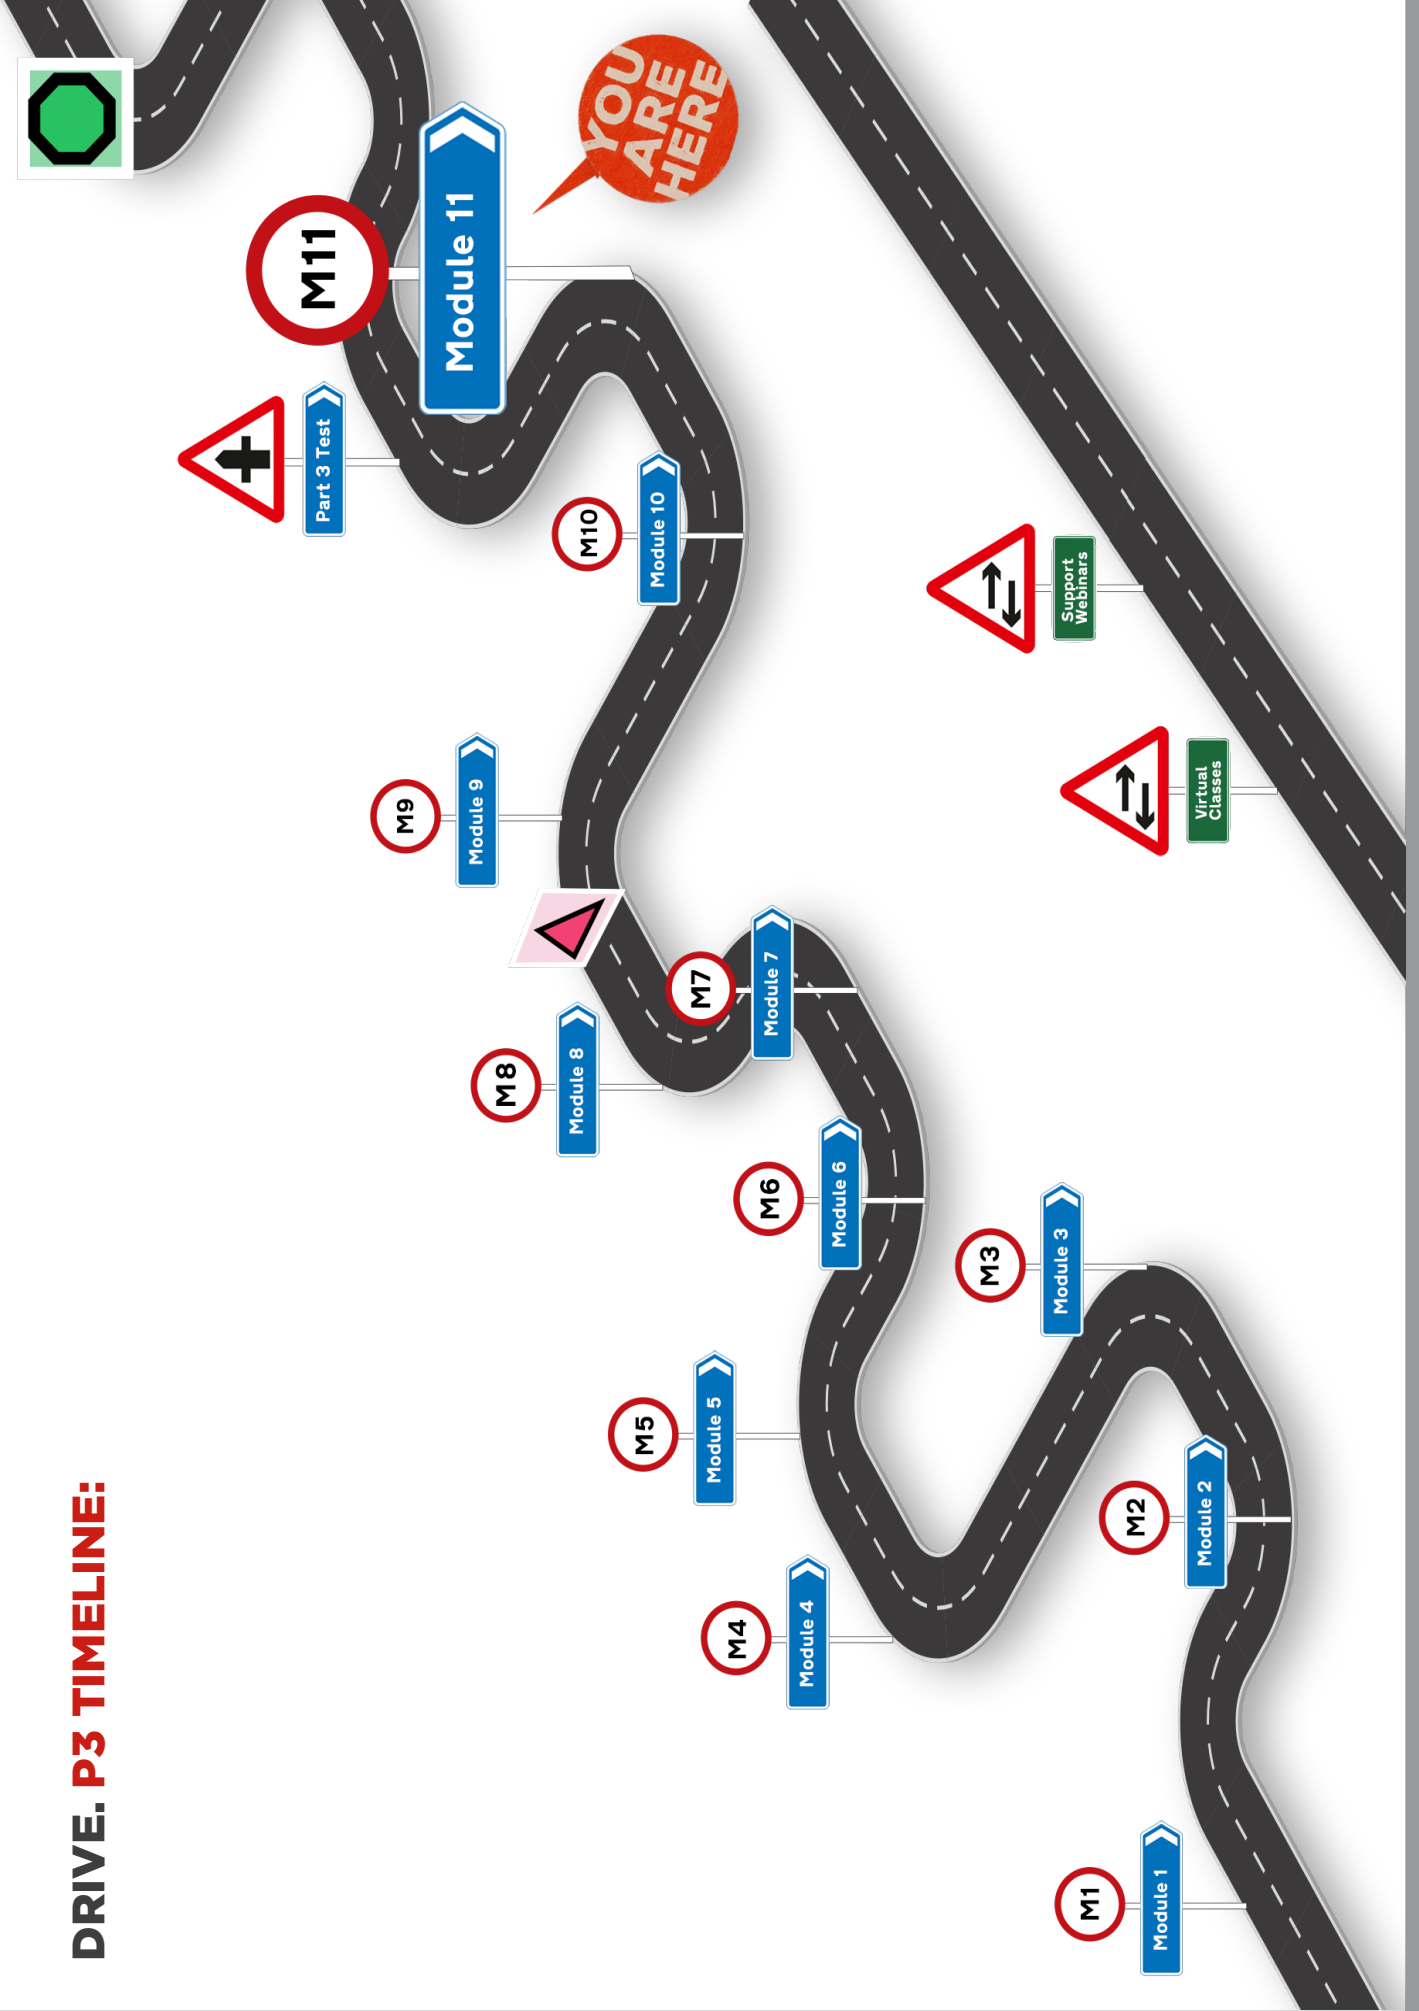 DRIVE. P3 TIMELINE:
M1
Module 1
M2
Module 2
M3
Module 3
M4
Module 4
M5
Module 5
M6
Module 6
M7
Module 7
M8
Module 8
M9
Module 9
M10
Module 10
M11
Module 11
YOU
ARE
HERE
Part 3 Test
Virtual
Classes
Support
Webinars